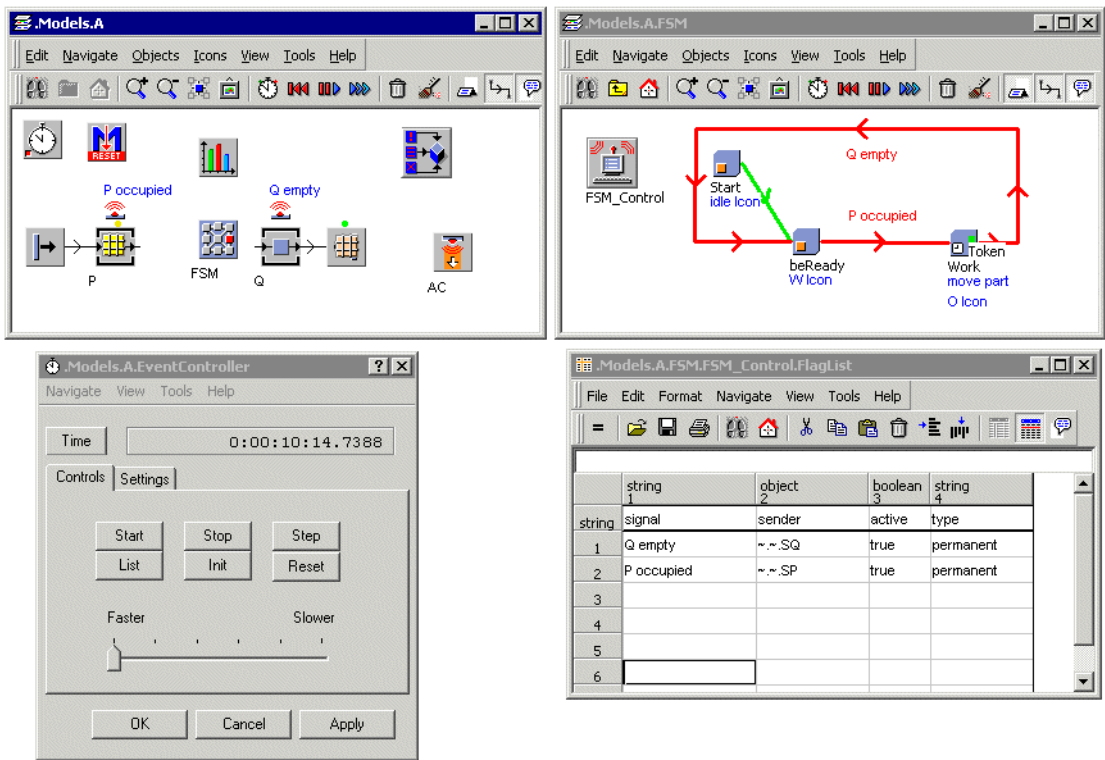 .Models.A
Edit Navigate Objects Icons View Tools Help
RESET
P occupied
Q empty
P
FSM
Q
AC
.Models.A.FSM
Edit Navigate Objects Icons View Tools Help
FSM_Control
Q empty
Start
idle Icon
P occupied
beReady
W Icon
Token
Work
move part
O Icon
.Models.A.EventController
Navigate View Tools Help
Time 0:00:10:14.7388
Controls Settings
Start Stop Step
List Init Reset
Faster Slower
OK Cancel Apply
.Models.A.FSM.FSM_Control.FlagList
File Edit Format Navigate View Tools Help
string object boolean string
1 2 3 4
string signal sender active type
1 Q empty ~.~.SQ true permanent
2 P occupied ~.~.SP true permanent
3
4
5
6